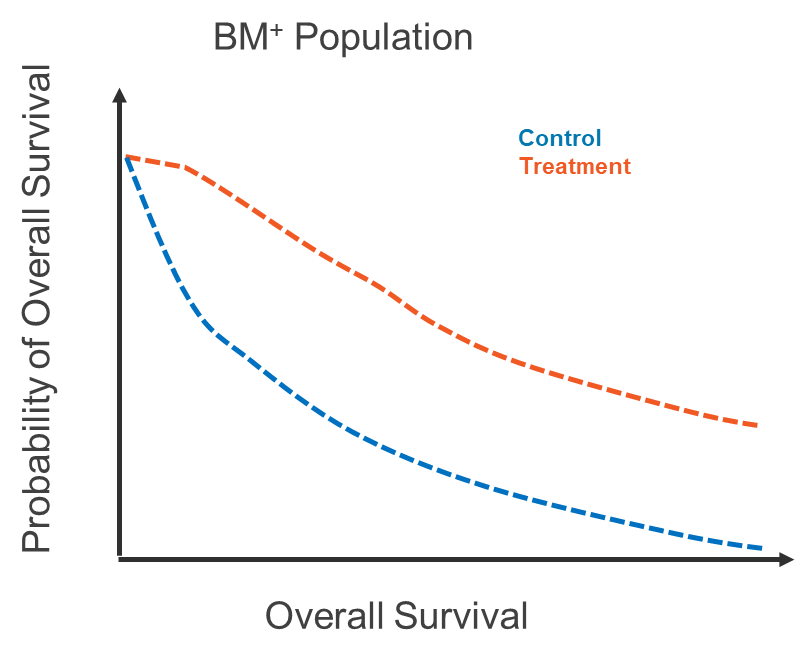 BM⁺ Population
Control
Treatment
Probability of Overall Survival
Overall Survival